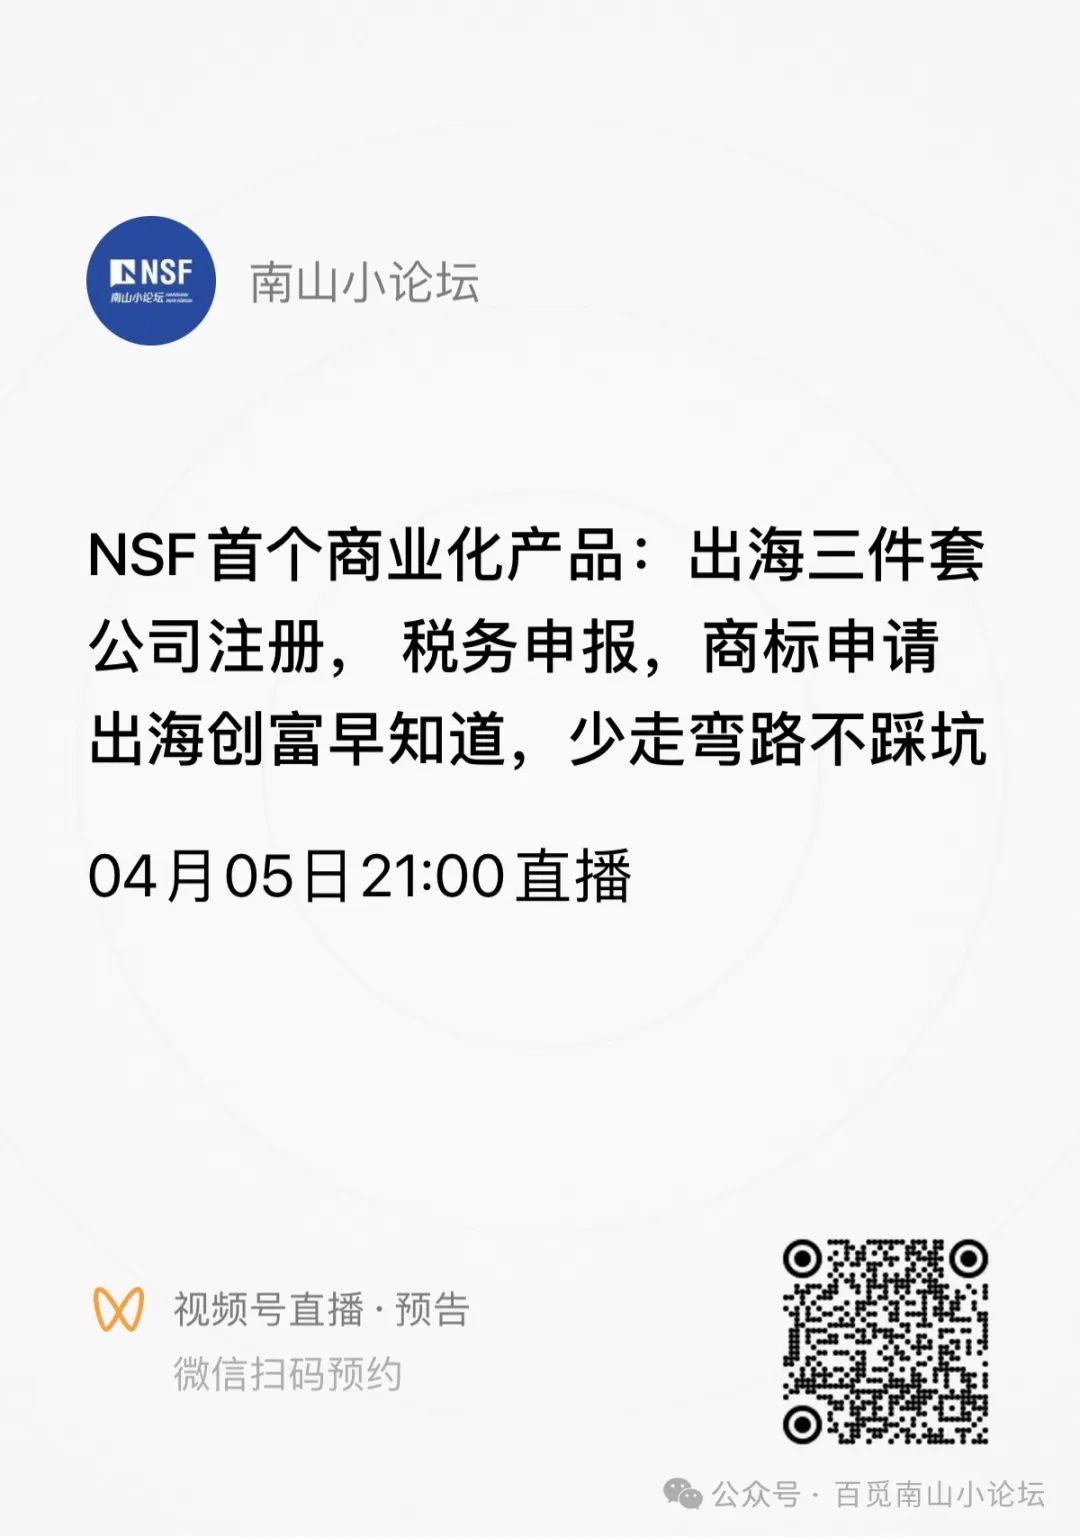 NSF
南山小论坛
南山小论坛
NSF首个商业化产品：出海三件套
公司注册， 税务申报，商标申请
出海创富早知道，少走弯路不踩坑
04月05日21:00直播
视频号直播 · 预告
微信扫码预约
公众号 · 百觅南山小论坛